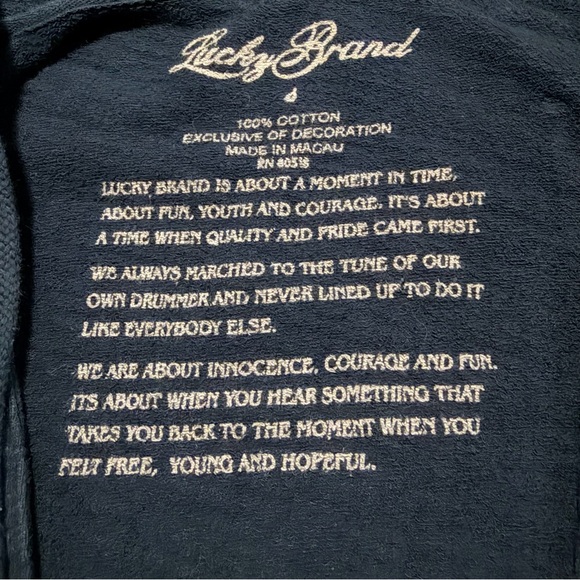 Lucky Brand
100% COTTON
EXCLUSIVE OF DECORATION
MADE IN MACAU
RN 80318
LUCKY BRAND IS ABOUT A MOMENT IN TIME,
ABOUT FUN, YOUTH AND COURAGE. IT'S ABOUT
A TIME WHEN QUALITY AND PRIDE CAME FIRST.
WE ALWAYS MARCHED TO THE TUNE OF OUR
OWN DRUMMER AND NEVER LINED UP TO DO IT
LIKE EVERYBODY ELSE.
WE ARE ABOUT INNOCENCE, COURAGE AND FUN.
ITS ABOUT WHEN YOU HEAR SOMETHING THAT
TAKES YOU BACK TO THE MOMENT WHEN YOU
FELT FREE, YOUNG AND HOPEFUL.